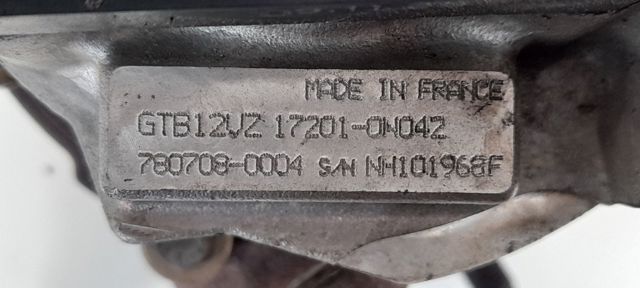 MADE IN FRANCE
GTB12VZ 17201-0N042
780708-0004 S/N NH101968F